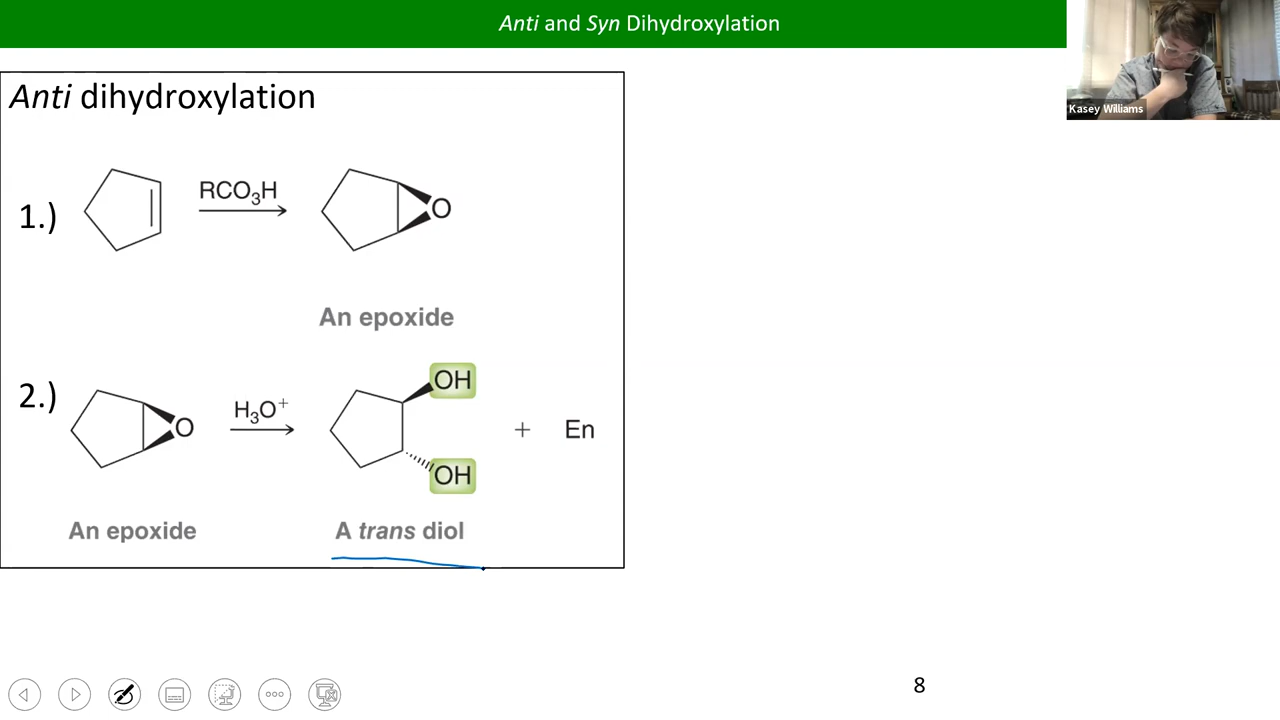 Anti and Syn Dihydroxylation
Kasey Williams
Anti dihydroxylation
1.)
RCO₃H
O
An epoxide
2.)
O
H₃O⁺
OH
OH
+ En
An epoxide
A trans diol
8